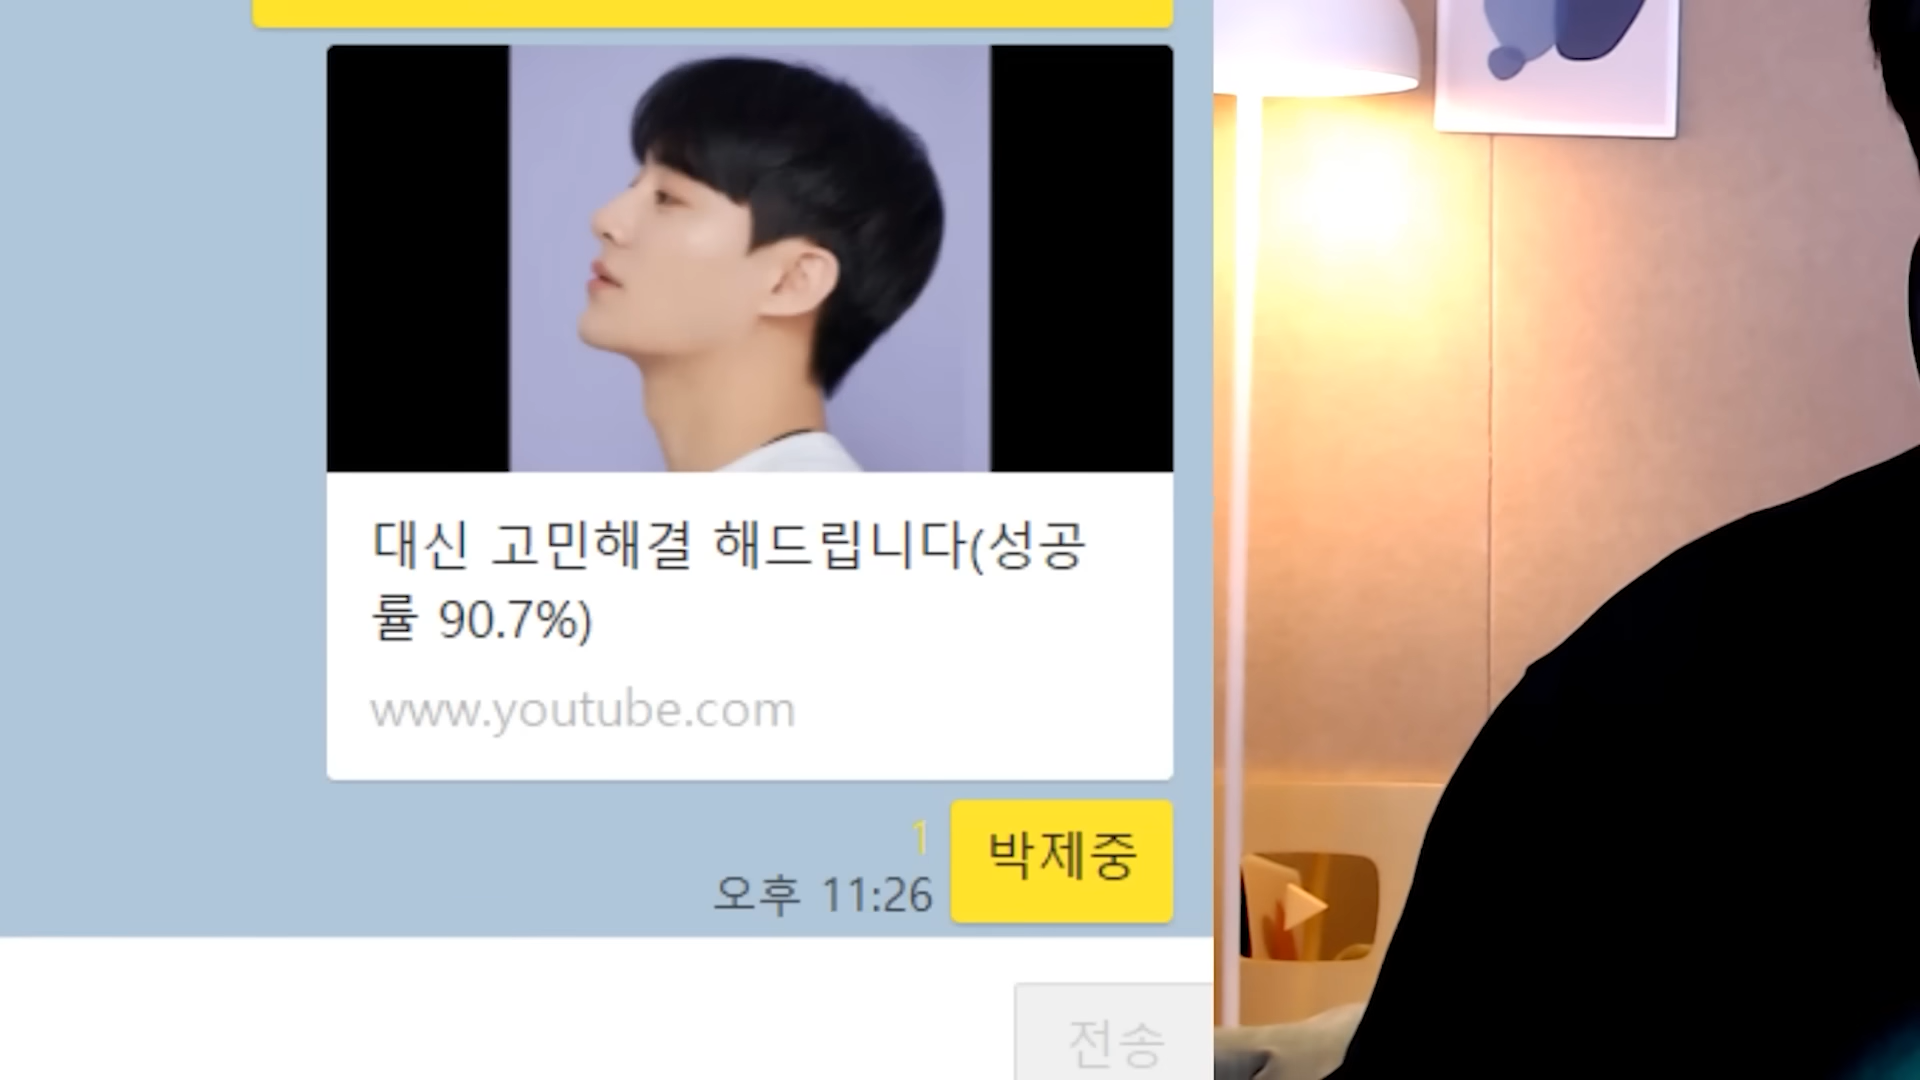 대신 고민해결 해드립니다(성공
률 90.7%)
www.youtube.com
1
오후 11:26
박제중
전송